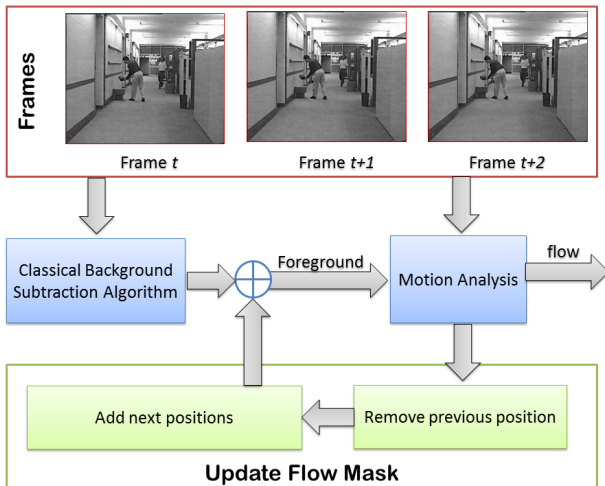 Frames
Frame t
Frame t+1
Frame t+2
Classical Background
Subtraction Algorithm
Foreground
Motion Analysis
flow
Add next positions
Remove previous position
Update Flow Mask